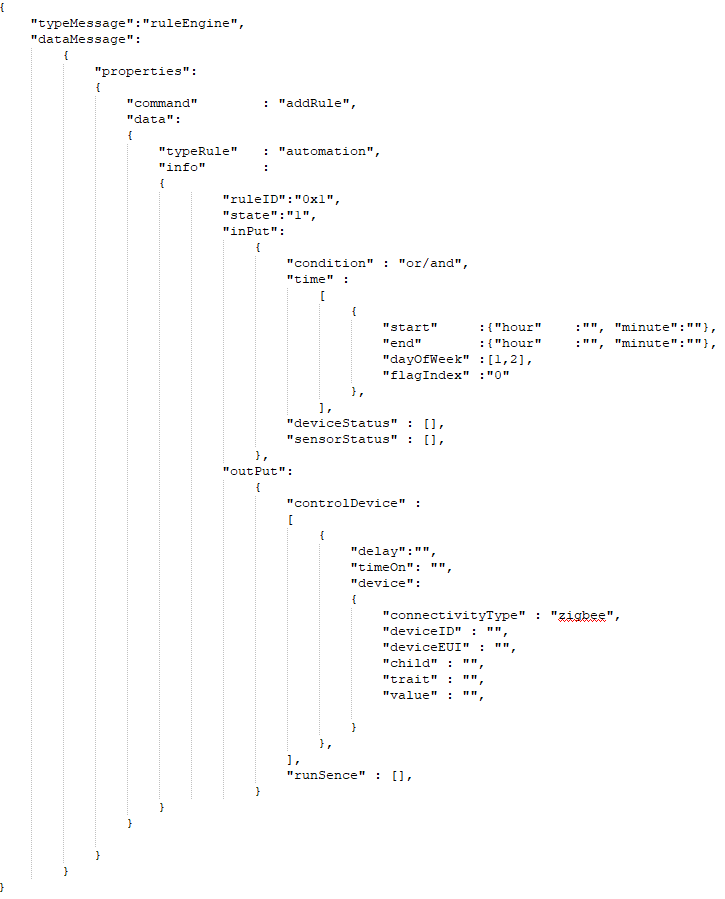 {
"typeMessage":"ruleEngine",
"dataMessage":
{
"properties":
{
"command" : "addRule",
"data":
{
"typeRule" : "automation",
"info" :
{
"ruleID":"0x1",
"state":"1",
"inPut":
{
"condition" : "or/and",
"time" :
[
{
"start" :{"hour" :"", "minute":""},
"end" :{"hour" :"", "minute":""},
"dayOfWeek" :[1,2],
"flagIndex" :"0"
},
],
"deviceStatus" : [],
"sensorStatus" : [],
},
"outPut":
{
"controlDevice" :
[
{
"delay":"",
"timeOn": "",
"device":
{
"connectivityType" : "zigbee",
"deviceID" : "",
"deviceEUI" : "",
"child" : "",
"trait" : "",
"value" : "",
}
},
],
"runSence" : [],
}
}
}
}
}
}